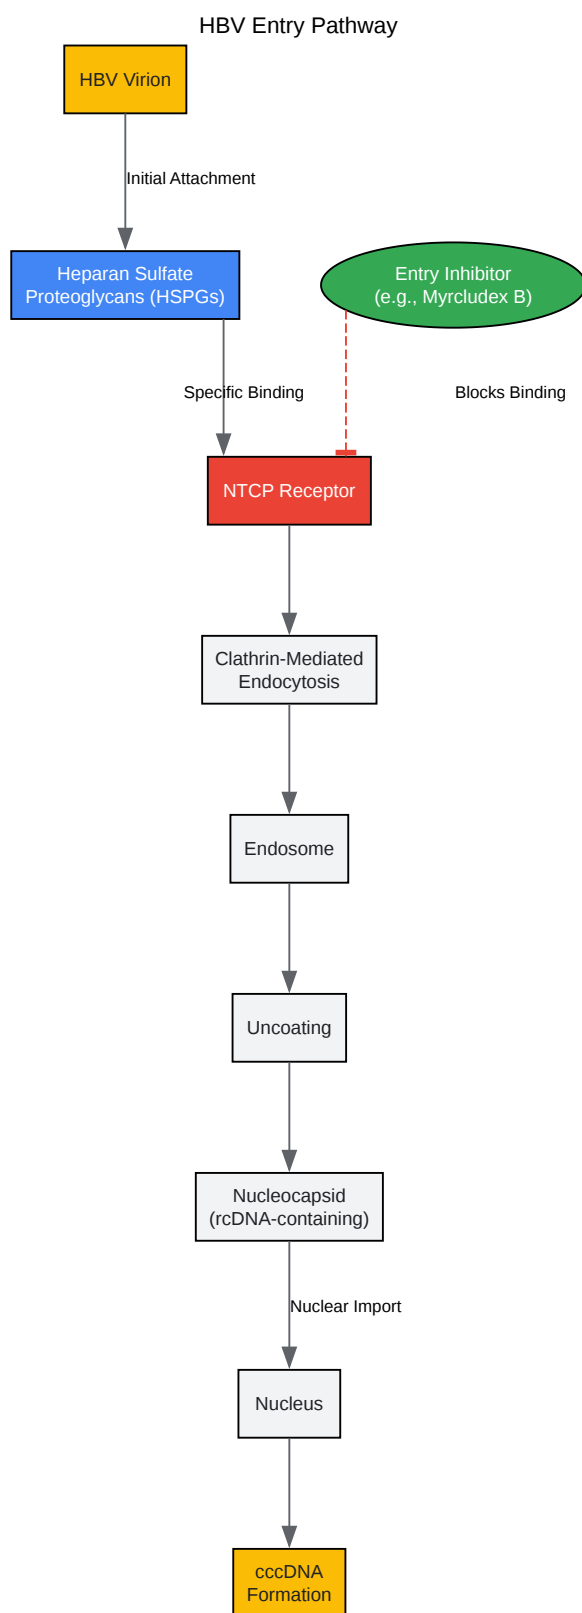 HBV Entry Pathway
HBV Virion
Initial Attachment
Heparan Sulfate
Proteoglycans (HSPGs)
Entry Inhibitor
(e.g., Myrcludex B)
Specific Binding
Blocks Binding
NTCP Receptor
Clathrin-Mediated
Endocytosis
Endosome
Uncoating
Nucleocapsid
(rcDNA-containing)
Nuclear Import
Nucleus
cccDNA
Formation